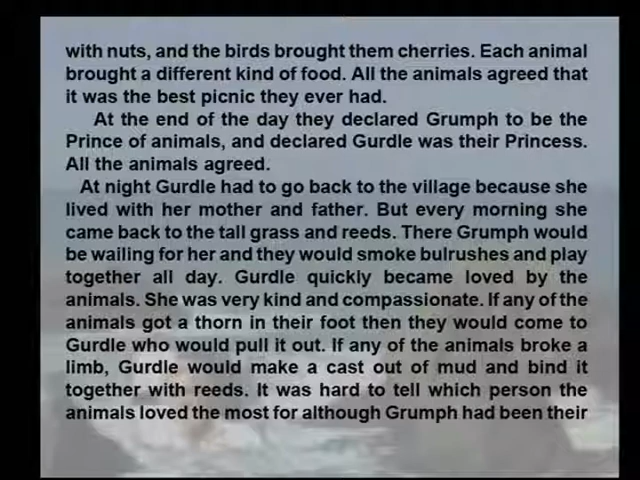 with nuts, and the birds brought them cherries. Each animal
brought a different kind of food. All the animals agreed that
it was the best picnic they ever had.
At the end of the day they declared Grumph to be the
Prince of animals, and declared Gurdle was their Princess.
All the animals agreed.
At night Gurdle had to go back to the village because she
lived with her mother and father. But every morning she
came back to the tall grass and reeds. There Grumph would
be wailing for her and they would smoke bulrushes and play
together all day. Gurdle quickly became loved by the
animals. She was very kind and compassionate. If any of the
animals got a thorn in their foot then they would come to
Gurdle who would pull it out. If any of the animals broke a
limb, Gurdle would make a cast out of mud and bind it
together with reeds. It was hard to tell which person the
animals loved the most for although Grumph had been their